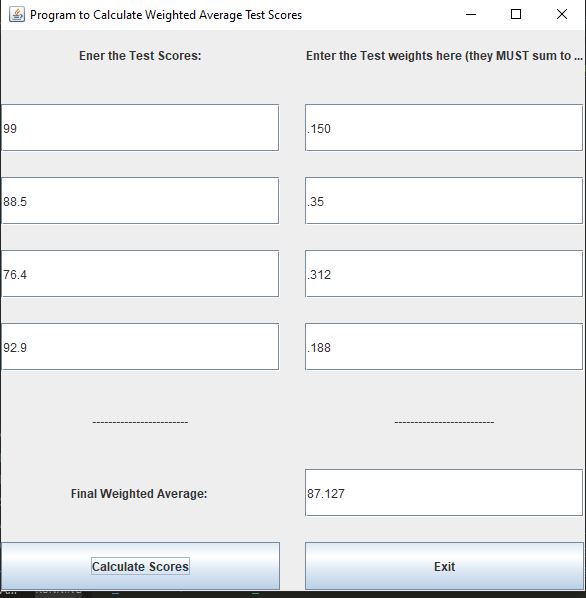 Program to Calculate Weighted Average Test Scores
Ener the Test Scores: Enter the Test weights here (they MUST sum to ...
99 .150
88.5 .35
76.4 .312
92.9 .188
------------------------ -------------------------
Final Weighted Average: 87.127
Calculate Scores Exit